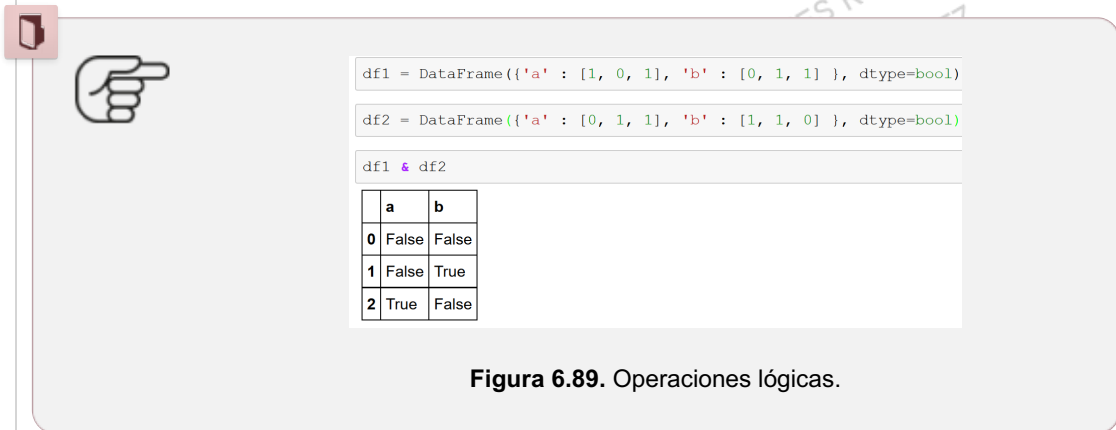 df1 = DataFrame({'a' : [1, 0, 1], 'b' : [0, 1, 1] }, dtype=bool)
df2 = DataFrame({'a' : [0, 1, 1], 'b' : [1, 1, 0] }, dtype=bool)
df1 & df2
a b
0 False False
1 False True
2 True False
Figura 6.89. Operaciones lógicas.